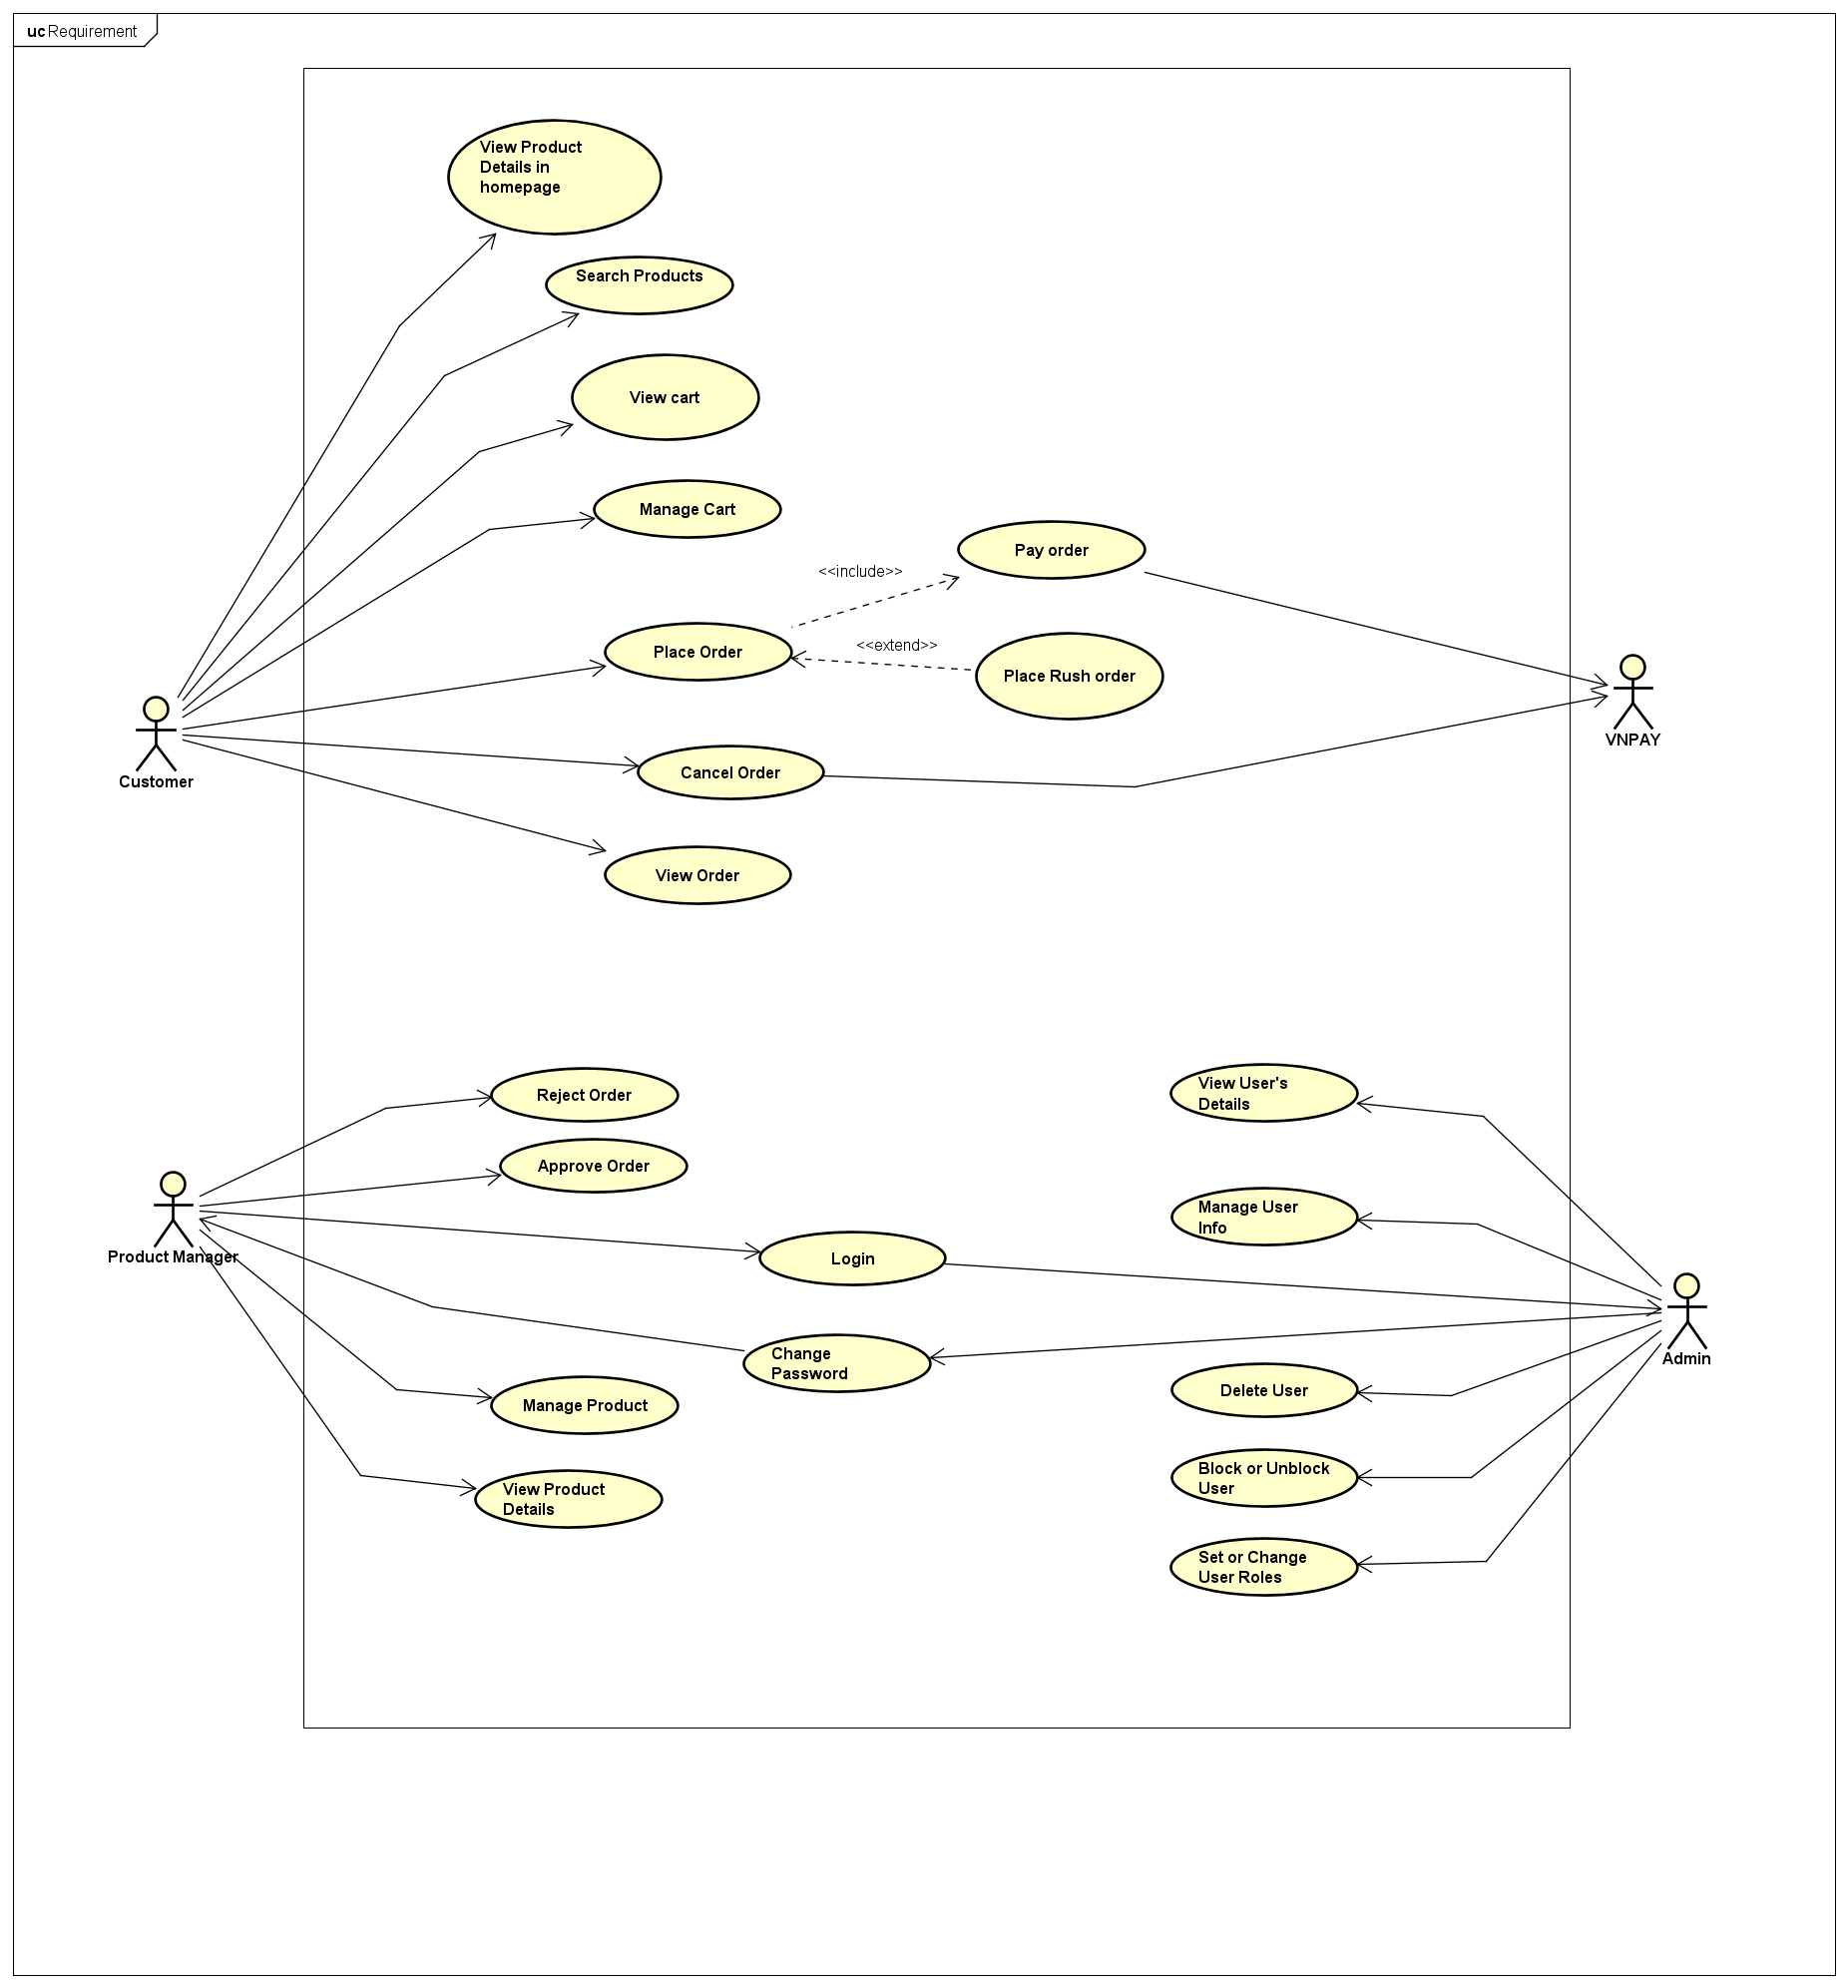 uc Requirement
View Product
Details in
homepage
Search Products
View cart
Manage Cart
Pay order
<<include>>
Place Order
<<extend>>
Place Rush order
VNPAY
Customer
Cancel Order
View Order
Reject Order
View User's
Details
Approve Order
Manage User
Info
Product Manager
Login
Change
Password
Admin
Delete User
Manage Product
Block or Unblock
User
View Product
Details
Set or Change
User Roles